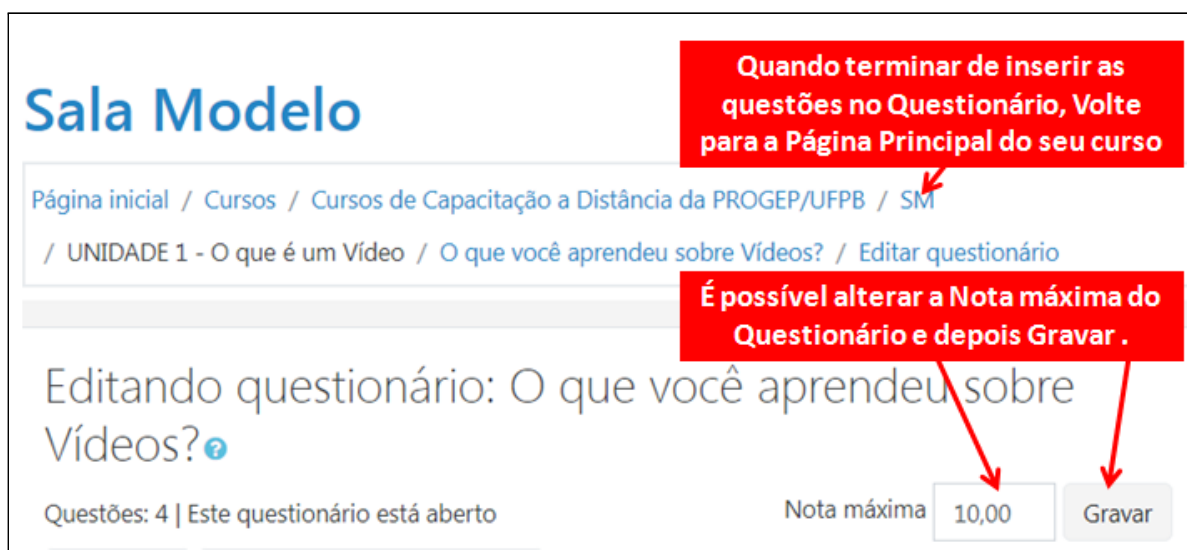 Quando terminar de inserir as
questões no Questionário, Volte
para a Página Principal do seu curso
Sala Modelo
Página inicial / Cursos / Cursos de Capacitação a Distância da PROGEP/UFPB / SM
/ UNIDADE 1 - O que é um Vídeo / O que você aprendeu sobre Vídeos? / Editar questionário
É possível alterar a Nota máxima do
Questionário e depois Gravar .
Editando questionário: O que você aprendeu sobre
Vídeos?
Questões: 4 | Este questionário está aberto
Nota máxima 10,00 Gravar